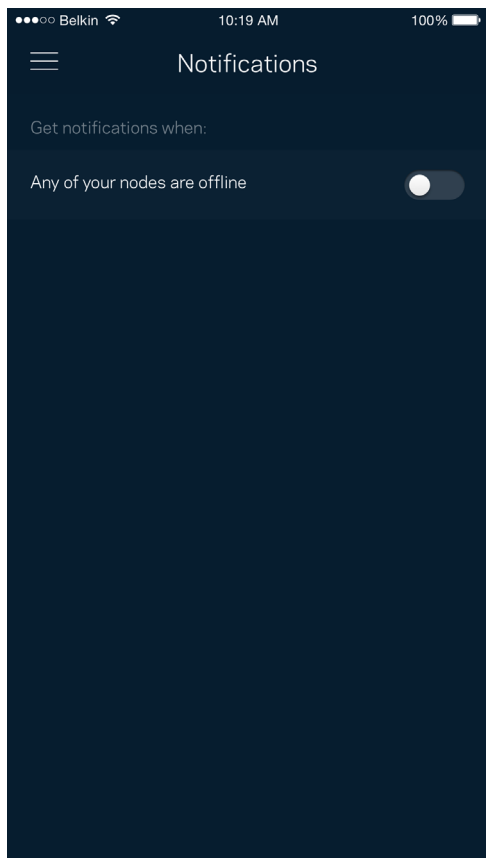 Belkin 10:19 AM 100%
Notifications
Get notifications when:
Any of your nodes are offline